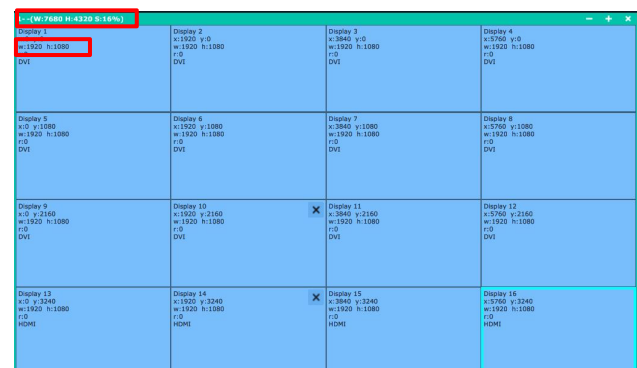 (W:7680 H:4320 S:16%)
Display 1
w:1920 h:1080
DVI
Display 2
x:1920 y:0
w:1920 h:1080
r:0
DVI
Display 3
x:3840 y:0
w:1920 h:1080
r:0
DVI
Display 4
x:5760 y:0
w:1920 h:1080
r:0
DVI
Display 5
x:0 y:1080
w:1920 h:1080
r:0
DVI
Display 6
x:1920 y:1080
w:1920 h:1080
r:0
DVI
Display 7
x:3840 y:1080
w:1920 h:1080
r:0
DVI
Display 8
x:5760 y:1080
w:1920 h:1080
r:0
DVI
Display 9
x:0 y:2160
w:1920 h:1080
r:0
DVI
Display 10
x:1920 y:2160
w:1920 h:1080
r:0
DVI
Display 11
x:3840 y:2160
w:1920 h:1080
r:0
DVI
Display 12
x:5760 y:2160
w:1920 h:1080
r:0
DVI
Display 13
x:0 y:3240
w:1920 h:1080
r:0
HDMI
Display 14
x:1920 y:3240
w:1920 h:1080
r:0
HDMI
Display 15
x:3840 y:3240
w:1920 h:1080
r:0
HDMI
Display 16
x:5760 y:3240
w:1920 h:1080
r:0
HDMI